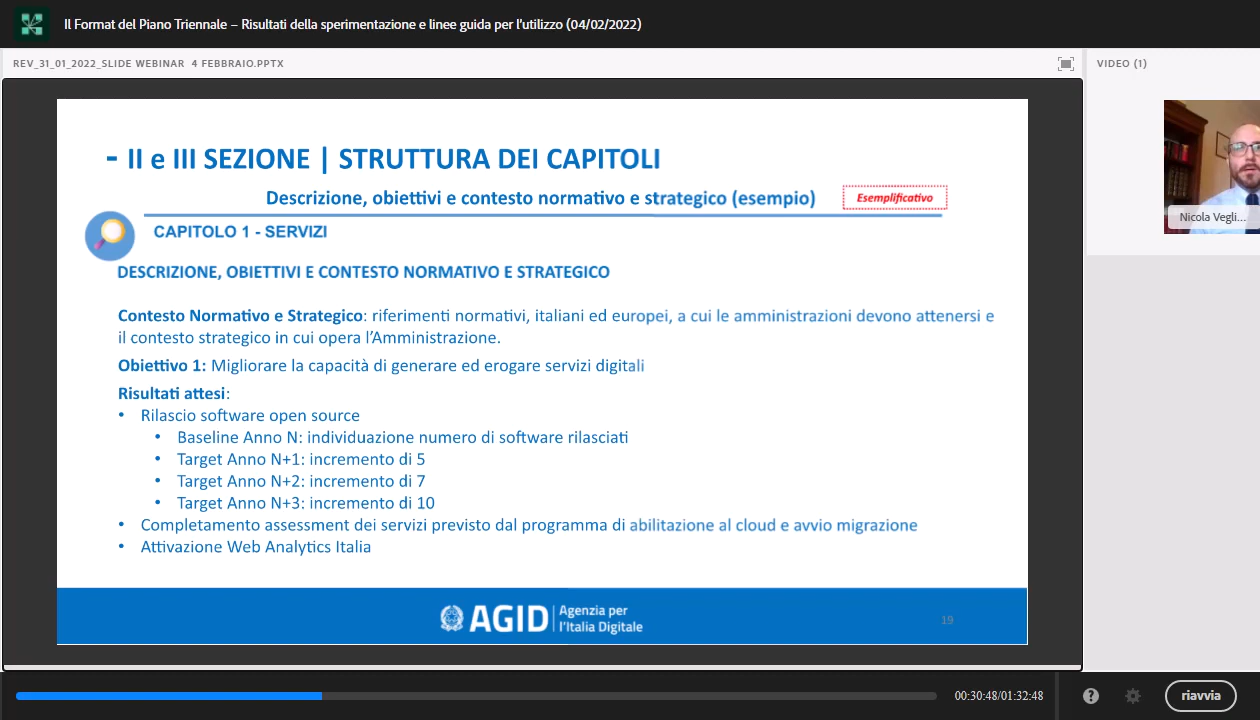 Il Format del Piano Triennale – Risultati della sperimentazione e linee guida per l'utilizzo (04/02/2022)
REV_31_01_2022_SLIDE WEBINAR 4 FEBBRAIO.PPTX
VIDEO (1)
- II e III SEZIONE | STRUTTURA DEI CAPITOLI
Descrizione, obiettivi e contesto normativo e strategico (esempio)
Esemplificativo
CAPITOLO 1 - SERVIZI
DESCRIZIONE, OBIETTIVI E CONTESTO NORMATIVO E STRATEGICO
Contesto Normativo e Strategico: riferimenti normativi, italiani ed europei, a cui le amministrazioni devono attenersi e
il contesto strategico in cui opera l'Amministrazione.
Obiettivo 1: Migliorare la capacità di generare ed erogare servizi digitali
Risultati attesi:
• Rilascio software open source
• Baseline Anno N: individuazione numero di software rilasciati
• Target Anno N+1: incremento di 5
• Target Anno N+2: incremento di 7
• Target Anno N+3: incremento di 10
• Completamento assessment dei servizi previsto dal programma di abilitazione al cloud e avvio migrazione
• Attivazione Web Analytics Italia
AGID
Agenzia per
l'Italia Digitale
19
Nicola Vegli...
00:30:48/01:32:48
?
riavvia